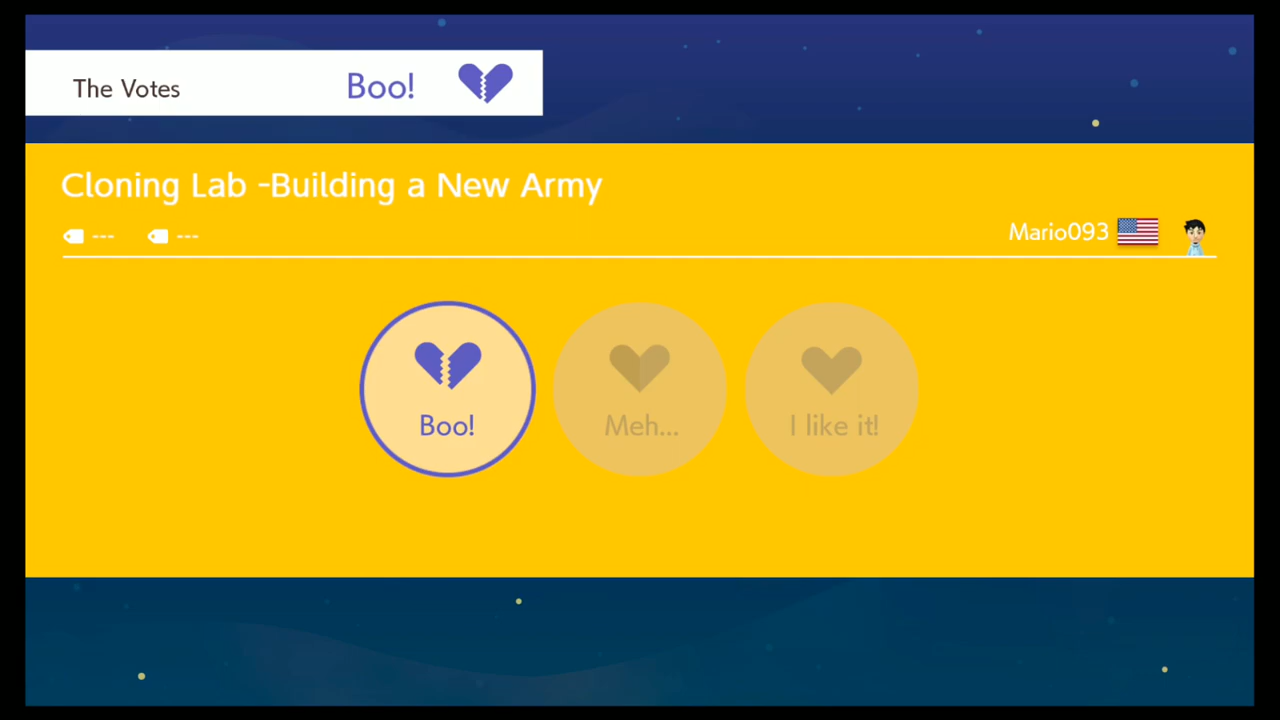 The Votes
Boo!
Cloning Lab -Building a New Army
--- ---
Mario093
Boo!
Meh...
I like it!